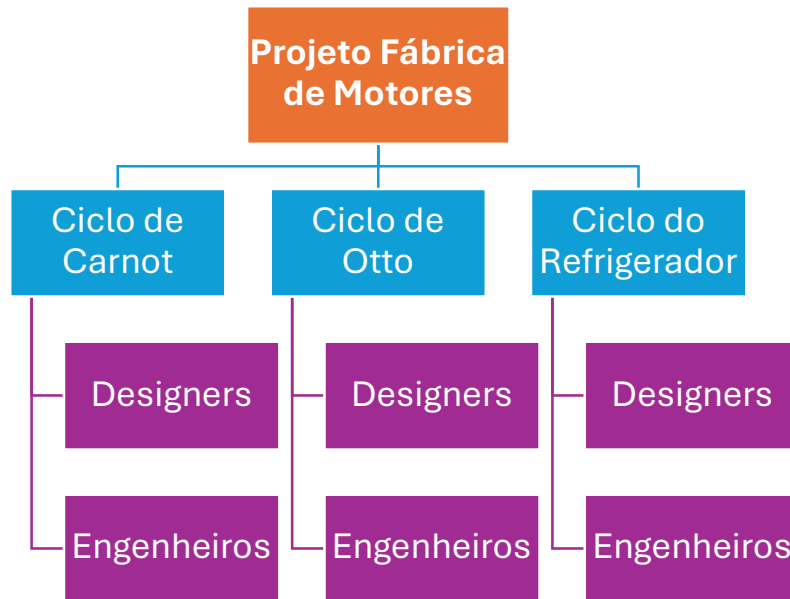 Projeto Fábrica
de Motores
Ciclo de
Carnot
Ciclo de
Otto
Ciclo do
Refrigerador
Designers
Designers
Designers
Engenheiros
Engenheiros
Engenheiros